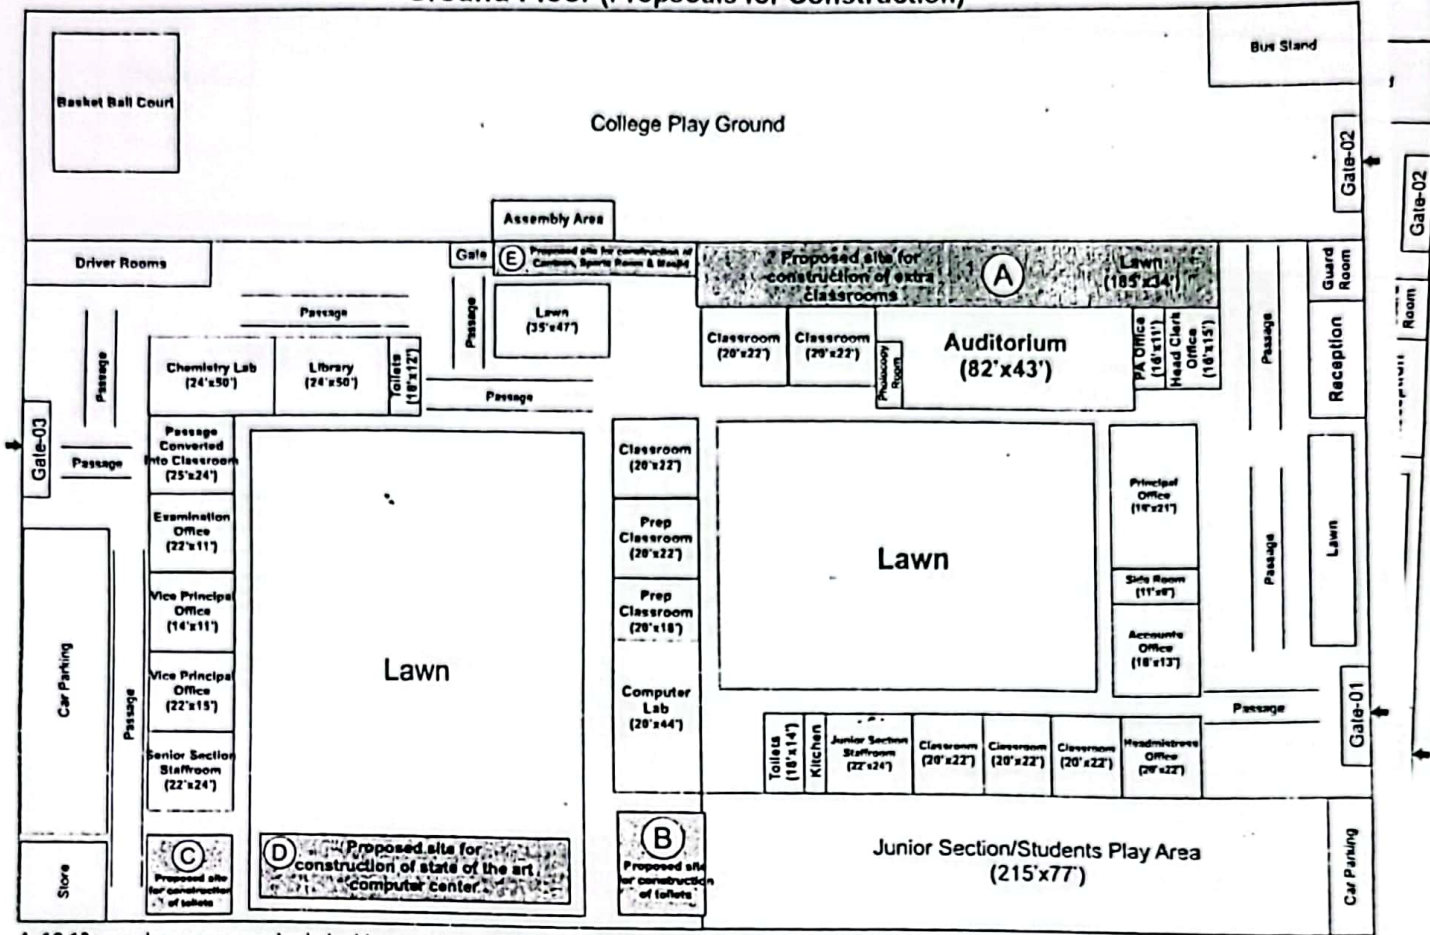 Ground Floor (Proposals for Construction)
Bus Stand
Basket Ball Court
College Play Ground
Gate-02
Gate-02
Assembly Area
Driver Rooms
Gate
E
Proposed site for construction of
Canteen, Sports Room & Masjid
Proposed site for
construction of extra
classrooms
A
Lawn
(185'x34')
Guard
Room
Room
Passage
Passage
Passage
Lawn
(35'x47')
Passage
Passage
Classroom
(20'x22')
Classroom
(20'x22')
Photocopy
Room
Auditorium
(82'x43')
PA Office
(16'x11')
Head Clerk
Office
(16'x15')
Passage
Reception
Chemistry Lab
(24'x50')
Library
(24'x50')
Toilets
(18'x12')
Gate-03
Passage
Passage
Converted
Into Classroom
(25'x24')
Examination
Office
(22'x11')
Vice Principal
Office
(14'x11')
Vice Principal
Office
(22'x15')
Senior Section
Staffroom
(22'x24')
Car Parking
Passage
Store
Lawn
C
Proposed site
for construction
of toilets
D
Proposed site for
construction of state of the art
computer center.
Classroom
(20'x22')
Prep
Classroom
(20'x22')
Prep
Classroom
(20'x18')
Computer
Lab
(20'x44')
B
Proposed site
for construction
of toilets
Lawn
Principal
Office
Side Room
Accounts
Office
(18'x13')
Passage
Lawn
Passage
Gate-01
Toilets
(18'x14')
Kitchen
Junior Section
Staffroom
(22'x24')
Classroom
(20'x22')
Classroom
(20'x22')
Classroom
(20'x22')
Headmistress
Office
(20'x22')
Junior Section/Students Play Area
(215'x77')
Car Parking